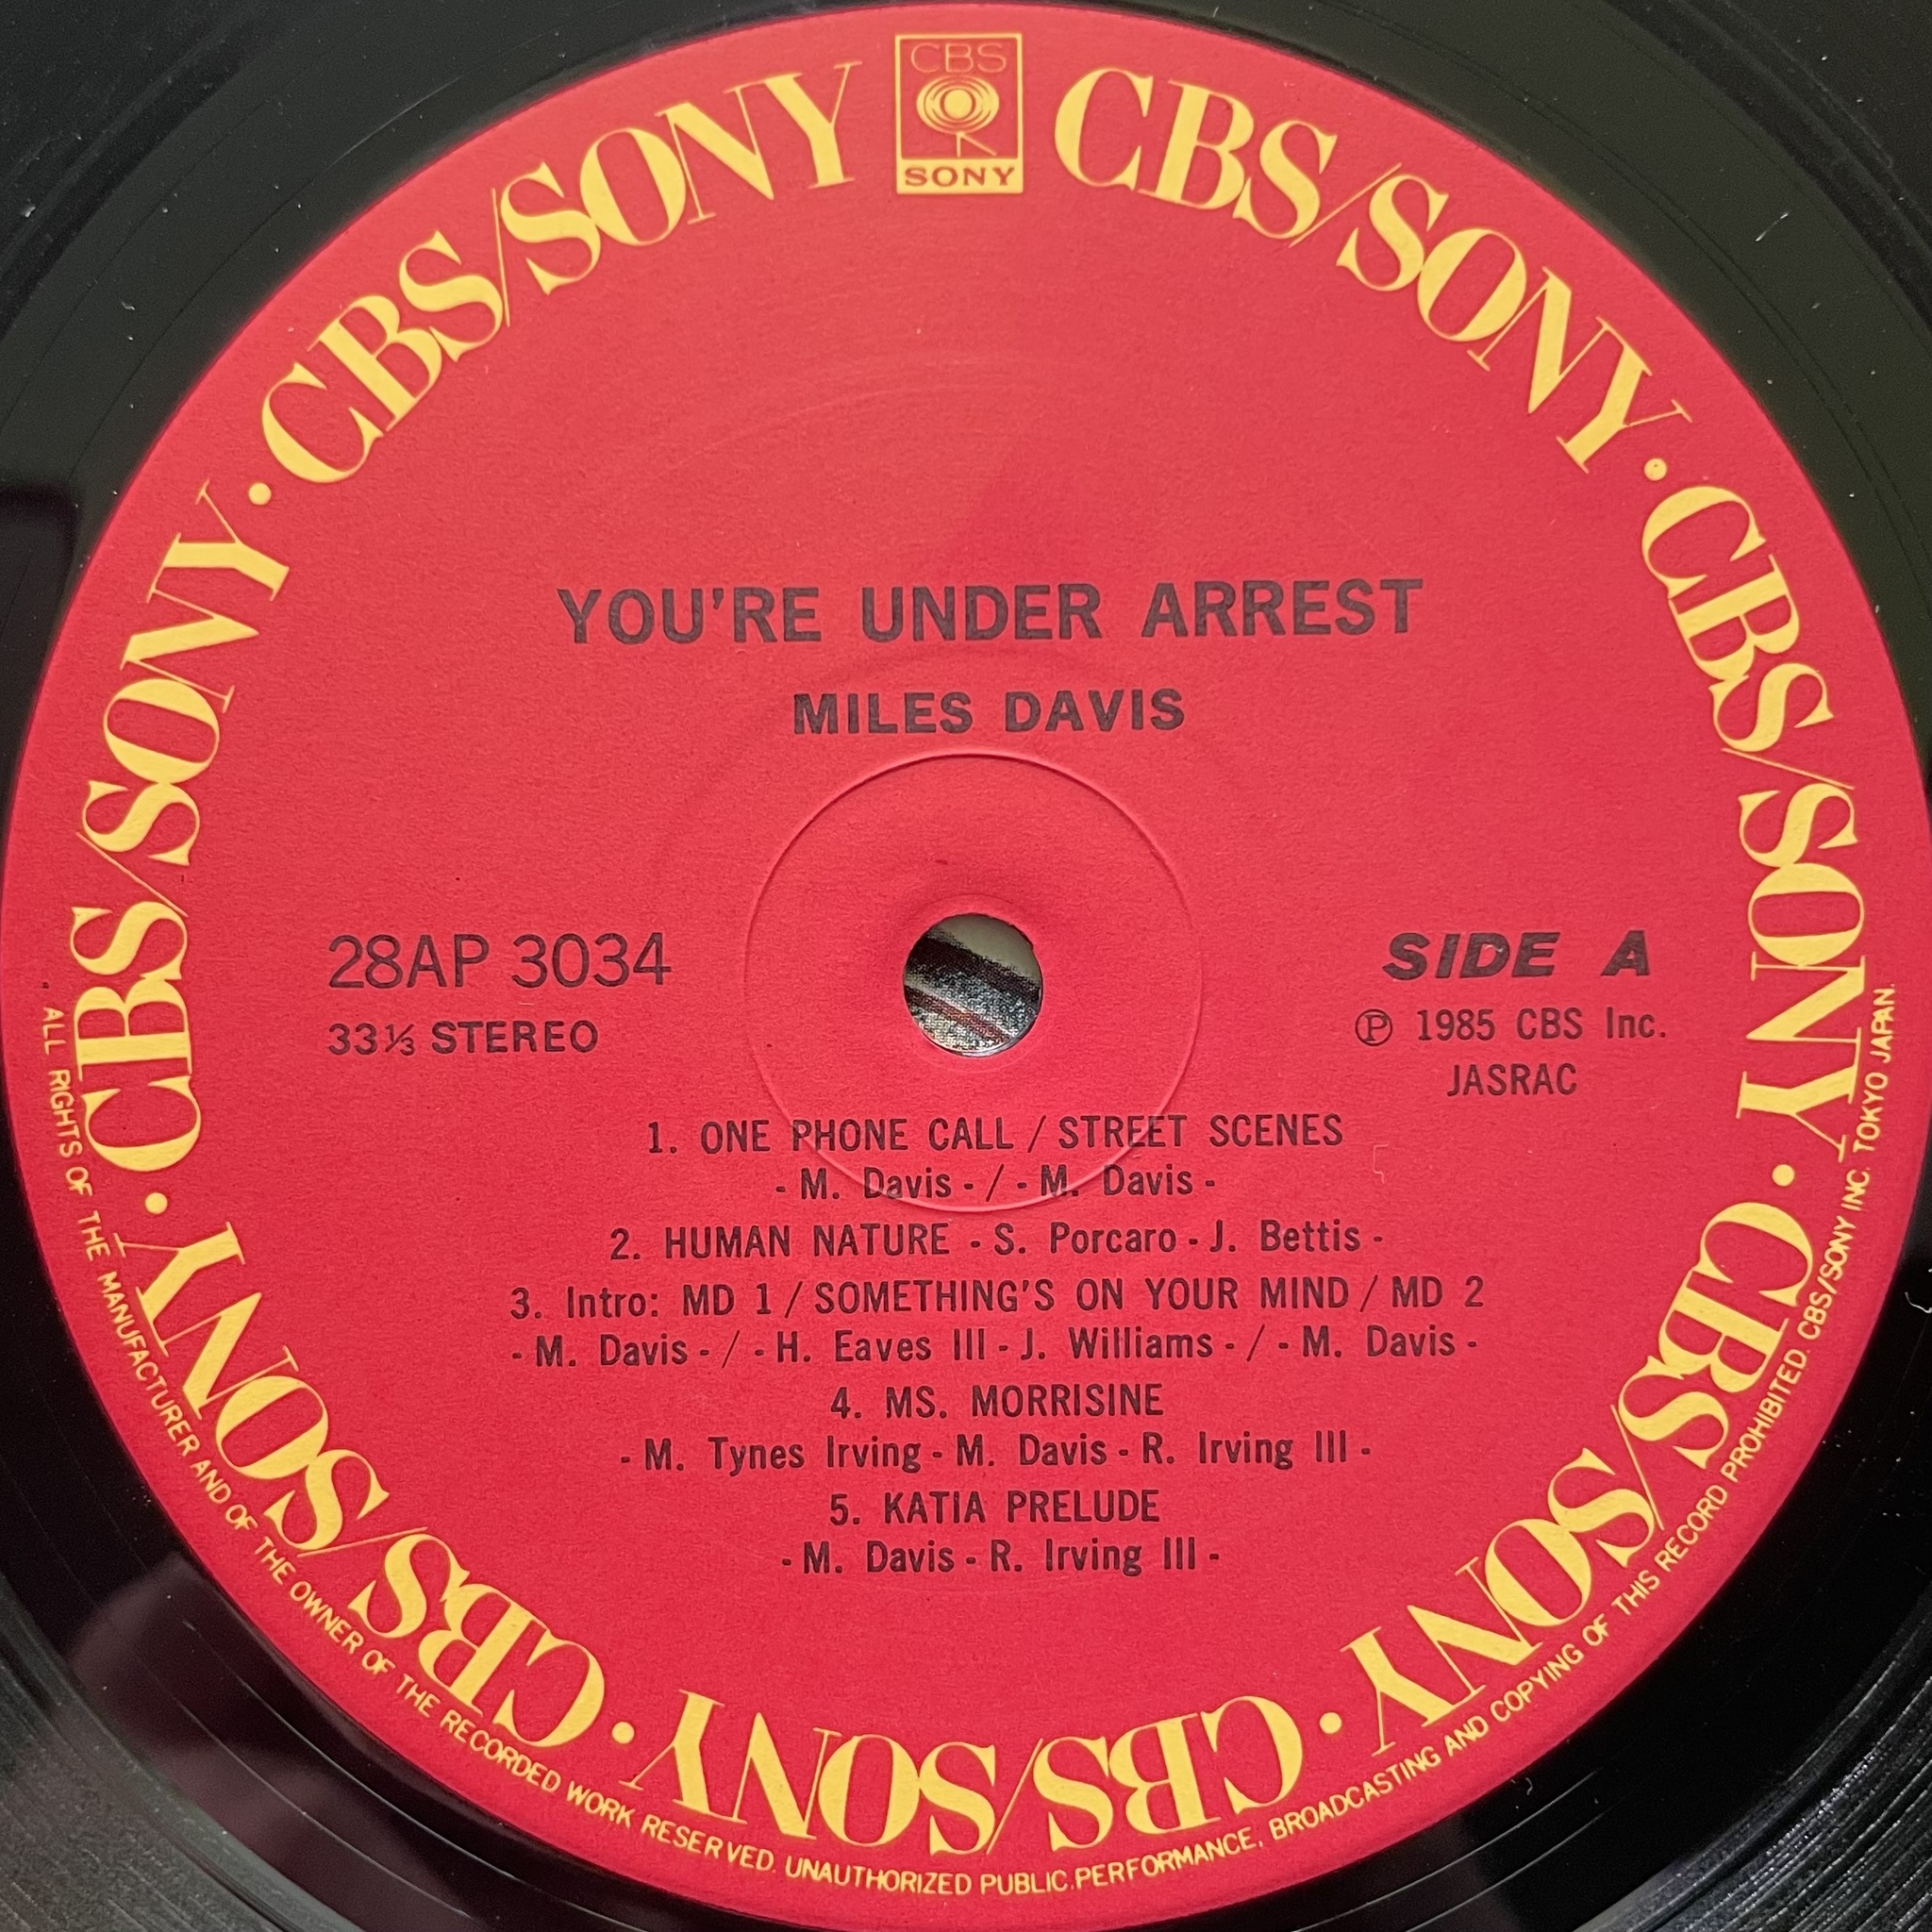 CBS
SONY
CBS/SONY · CBS/SONY · CBS/SONY · CBS/SONY · CBS/SONY · CBS/SONY · CBS/SONY
YOU'RE UNDER ARREST
MILES DAVIS
28AP 3034
33⅓ STEREO
SIDE A
Ⓟ 1985 CBS Inc.
JASRAC
1. ONE PHONE CALL / STREET SCENES
- M. Davis - / - M. Davis -
2. HUMAN NATURE - S. Porcaro - J. Bettis -
3. Intro: MD 1 / SOMETHING'S ON YOUR MIND / MD 2
- M. Davis - / - H. Eaves III - J. Williams - / - M. Davis -
4. MS. MORRISINE
- M. Tynes Irving - M. Davis - R. Irving III -
5. KATIA PRELUDE
- M. Davis - R. Irving III -
ALL RIGHTS OF THE MANUFACTURER AND OF THE OWNER OF THE RECORDED WORK RESERVED. UNAUTHORIZED PUBLIC.PERFORMANCE, BROADCASTING AND COPYING OF THIS RECORD PROHIBITED. CBS/SONY INC. TOKYO JAPAN.